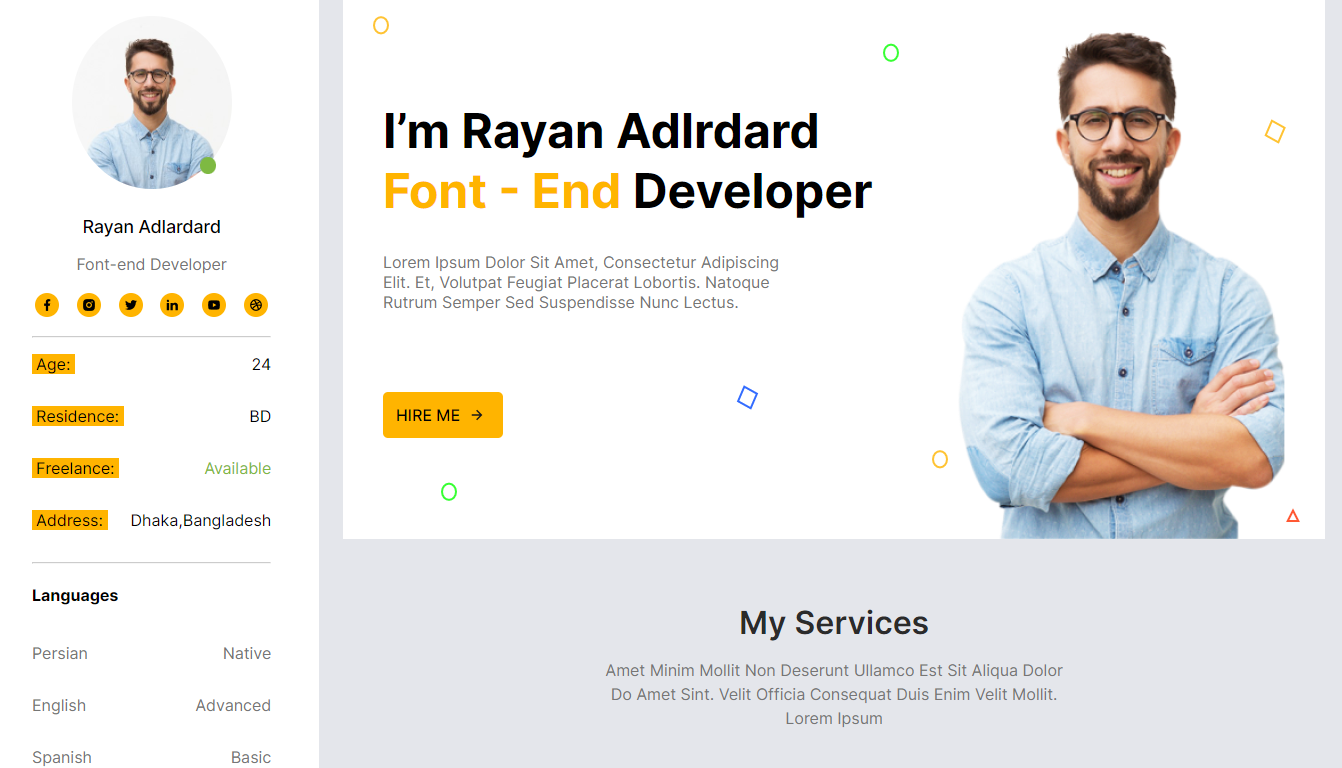 Rayan Adlardard
Font-end Developer
Age: 24
Residence: BD
Freelance: Available
Address: Dhaka,Bangladesh
Languages
Persian Native
English Advanced
Spanish Basic
I’m Rayan Adlrdard
Font - End Developer
Lorem Ipsum Dolor Sit Amet, Consectetur Adipiscing
Elit. Et, Volutpat Feugiat Placerat Lobortis. Natoque
Rutrum Semper Sed Suspendisse Nunc Lectus.
HIRE ME →
My Services
Amet Minim Mollit Non Deserunt Ullamco Est Sit Aliqua Dolor
Do Amet Sint. Velit Officia Consequat Duis Enim Velit Mollit.
Lorem Ipsum